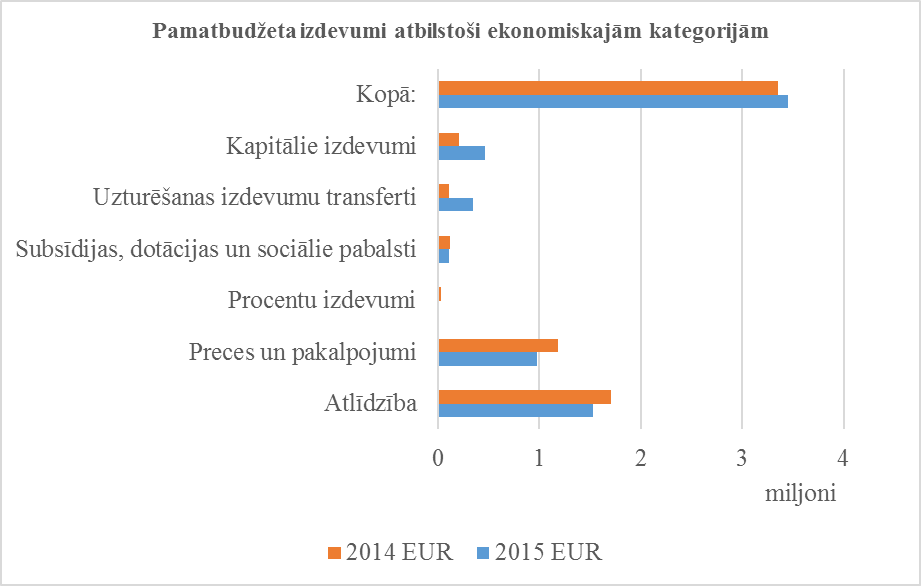 Pamatbudžeta izdevumi atbilstoši ekonomiskajām kategorijām
Kopā:
Kapitālie izdevumi
Uzturēšanas izdevumu transferti
Subsīdijas, dotācijas un sociālie pabalsti
Procentu izdevumi
Preces un pakalpojumi
Atlīdzība
0 1 2 3 4
miljoni
2014 EUR 2015 EUR